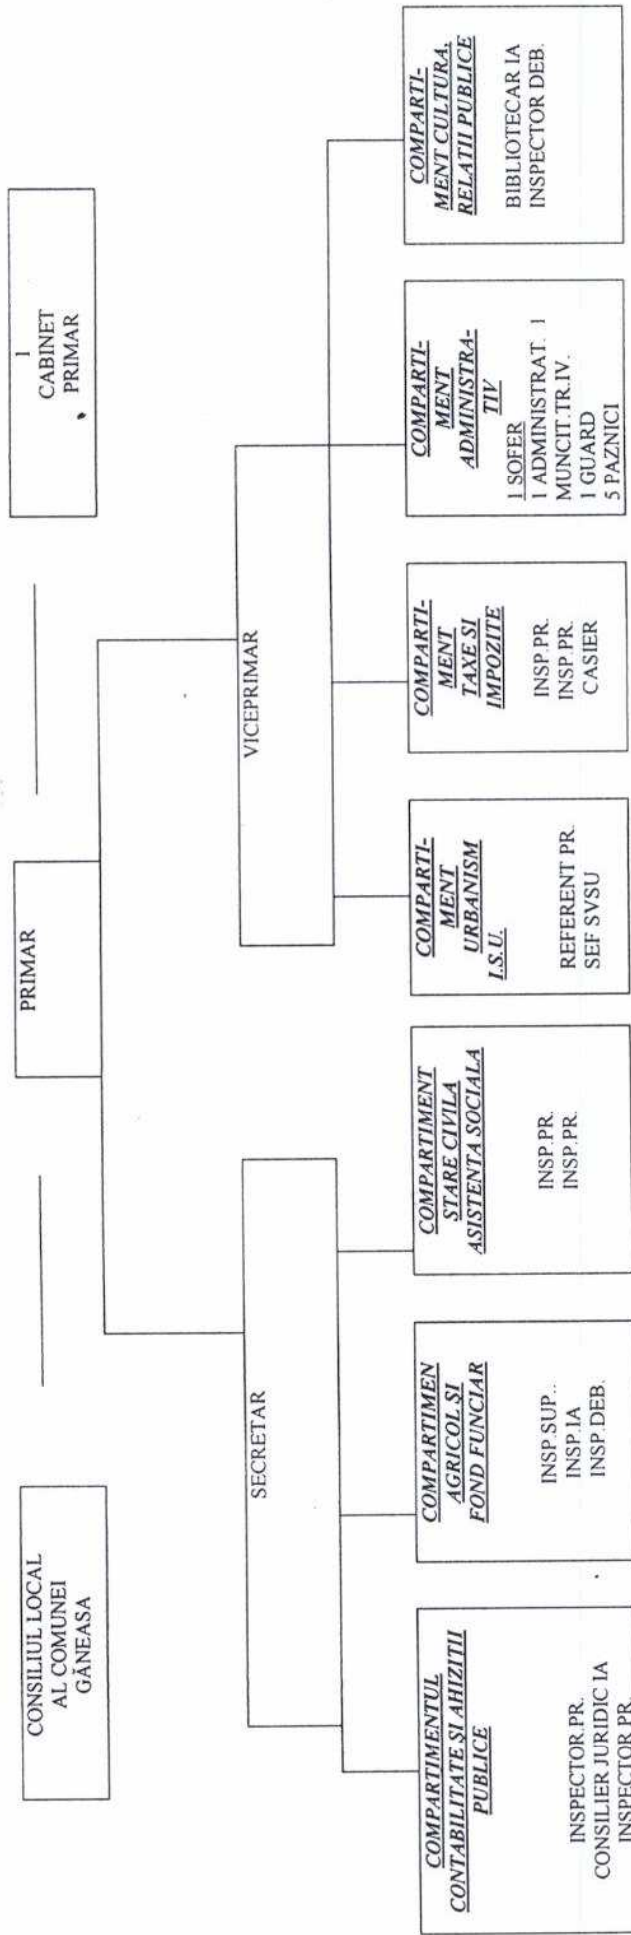 CONSILIUL LOCAL
AL COMUNEI
GĂNEASA
PRIMAR
1
CABINET
PRIMAR
SECRETAR
VICEPRIMAR
COMPARTIMENTUL
CONTABILITATE ŞI AHIZIŢII
PUBLICE
INSPECTOR.PR.
CONSILIER JURIDIC IA
INSPECTOR PR.
COMPARTIMEN
AGRICOL ŞI
FOND FUNCIAR
INSP.SUP..
INSP.IA
INSP.DEB.
COMPARTIMENT
STARE CIVILA
ASISTENTA SOCIALA
INSP.PR.
INSP.PR.
COMPARTI-
MENT
URBANISM
I.S.U.
REFERENT PR.
SEF SVSU
COMPARTI-
MENT
TAXE SI
IMPOZITE
INSP.PR.
INSP.PR.
CASIER
COMPARTI-
MENT
ADMINISTRA-
TIV
1 SOFER
1 ADMINISTRAT. 1
MUNCIT.TR.IV.
1 GUARD
5 PAZNICI
COMPARTI-
MENT CULTURA,
RELATII PUBLICE
BIBLIOTECAR IA
INSPECTOR DEB.